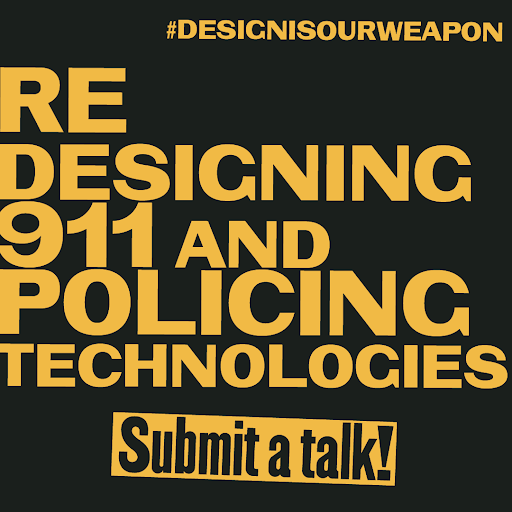 #DESIGNISOURWEAPON
RE
DESIGNING
911 AND
POLICING
TECHNOLOGIES
Submit a talk!